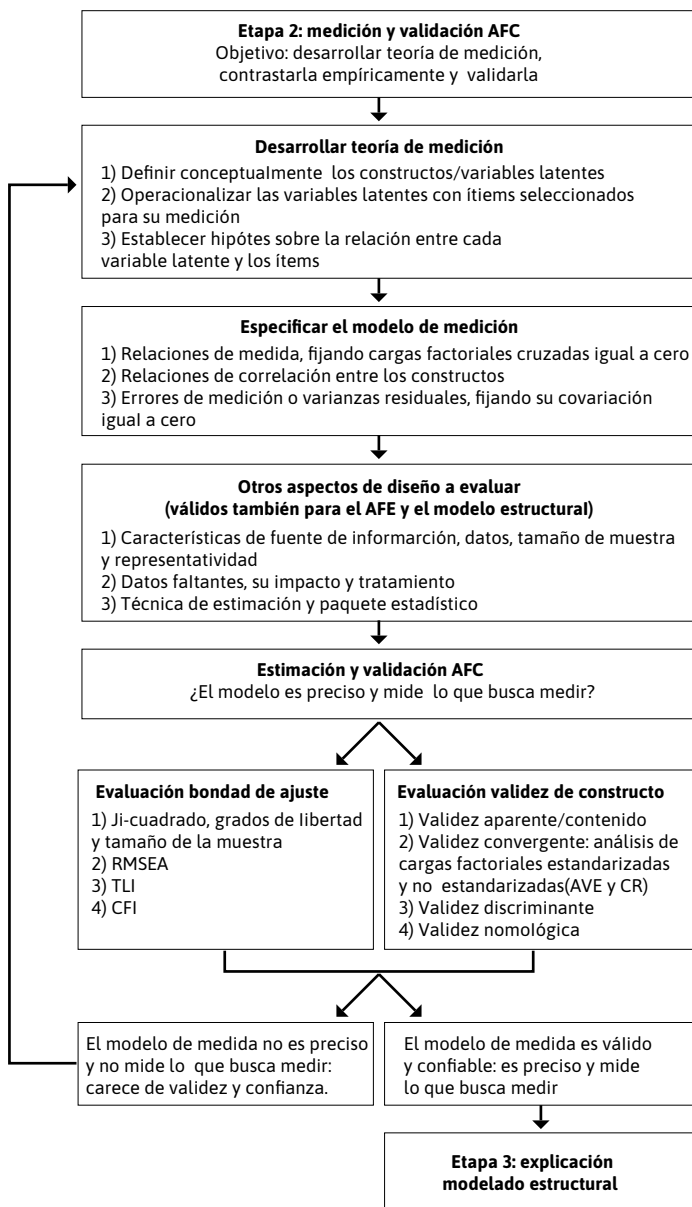 Etapa 2: medición y validación AFC
Objetivo: desarrollar teoría de medición,
contrastarla empíricamente y validarla
Desarrollar teoría de medición
1) Definir conceptualmente los constructos/variables latentes
2) Operacionalizar las variables latentes con ítiems seleccionados
para su medición
3) Establecer hipótes sobre la relación entre cada
variable latente y los ítems
Especificar el modelo de medición
1) Relaciones de medida, fijando cargas factoriales cruzadas igual a cero
2) Relaciones de correlación entre los constructos
3) Errores de medición o varianzas residuales, fijando su covariación
igual a cero
Otros aspectos de diseño a evaluar
(válidos también para el AFE y el modelo estructural)
1) Características de fuente de informarción, datos, tamaño de muestra
y representatividad
2) Datos faltantes, su impacto y tratamiento
3) Técnica de estimación y paquete estadístico
Estimación y validación AFC
¿El modelo es preciso y mide lo que busca medir?
Evaluación bondad de ajuste
1) Ji-cuadrado, grados de libertad
y tamaño de la muestra
2) RMSEA
3) TLI
4) CFI
Evaluación validez de constructo
1) Validez aparente/contenido
2) Validez convergente: análisis de
cargas factoriales estandarizadas
y no estandarizadas(AVE y CR)
3) Validez discriminante
4) Validez nomológica
El modelo de medida no es preciso
y no mide lo que busca medir:
carece de validez y confianza.
El modelo de medida es válido
y confiable: es preciso y mide
lo que busca medir
Etapa 3: explicación
modelado estructural